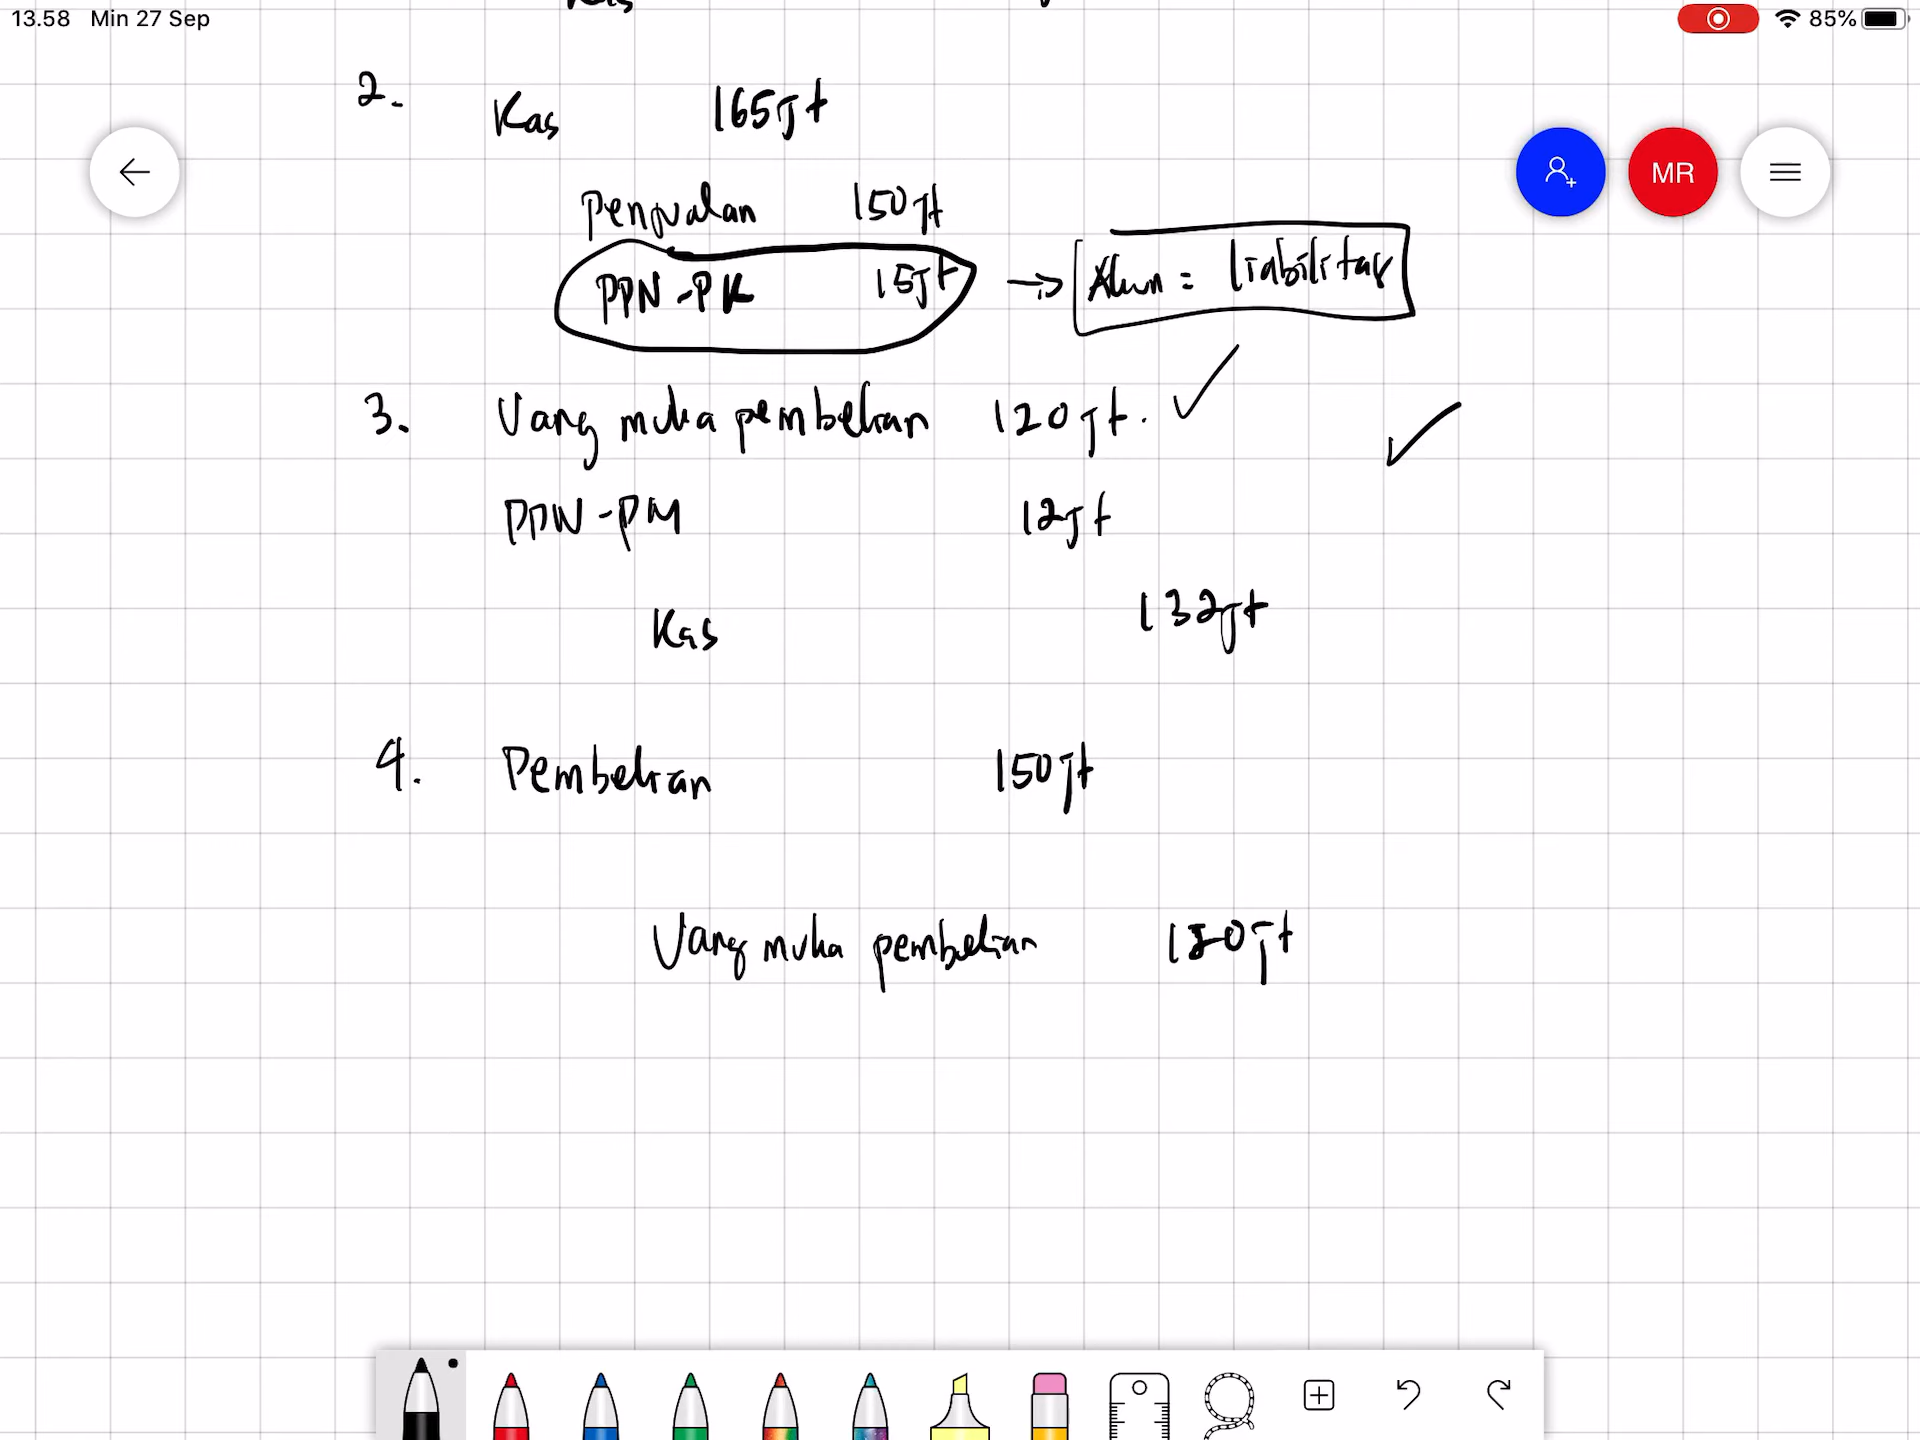 13.58 Min 27 Sep
85%
2. Kas 165jt
Penjualan 150jt
PPN-PK 15jt → Akun = liabilitas
MR
3. Uang muka pembelian 120jt. ✓
PPN-PM 12jt
Kas 132jt
4. Pembelian 150jt
Uang muka pembelian jt